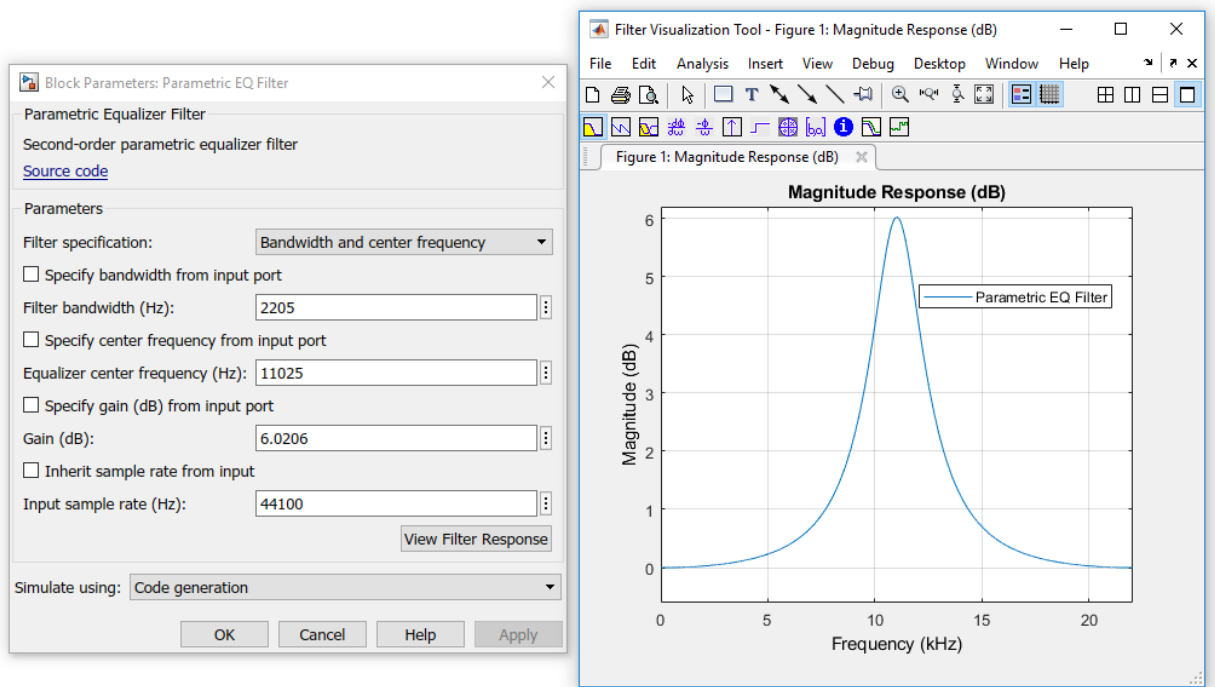 Block Parameters: Parametric EQ Filter
Parametric Equalizer Filter
Second-order parametric equalizer filter
Source code
Parameters
Filter specification: Bandwidth and center frequency
Specify bandwidth from input port
Filter bandwidth (Hz): 2205
Specify center frequency from input port
Equalizer center frequency (Hz): 11025
Specify gain (dB) from input port
Gain (dB): 6.0206
Inherit sample rate from input
Input sample rate (Hz): 44100
View Filter Response
Simulate using: Code generation
OK Cancel Help Apply
Filter Visualization Tool - Figure 1: Magnitude Response (dB)
File Edit Analysis Insert View Debug Desktop Window Help
Figure 1: Magnitude Response (dB)
Magnitude Response (dB)
6
5
4
3
2
1
0
Magnitude (dB)
Parametric EQ Filter
0 5 10 15 20
Frequency (kHz)